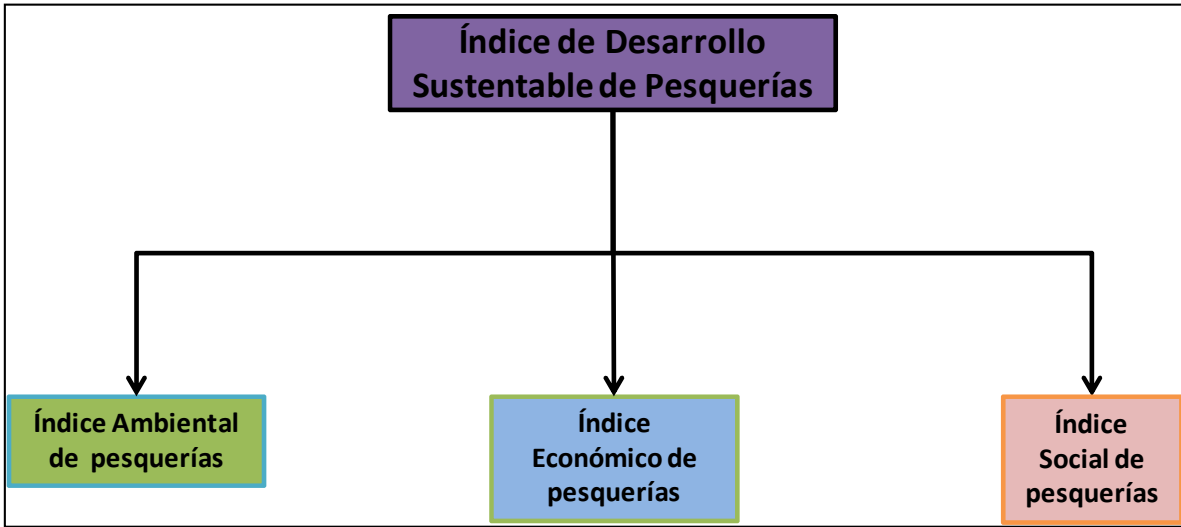 Índice de Desarrollo
Sustentable de Pesquerías
Índice Ambiental
de pesquerías
Índice
Económico de
pesquerías
Índice
Social de
pesquerías